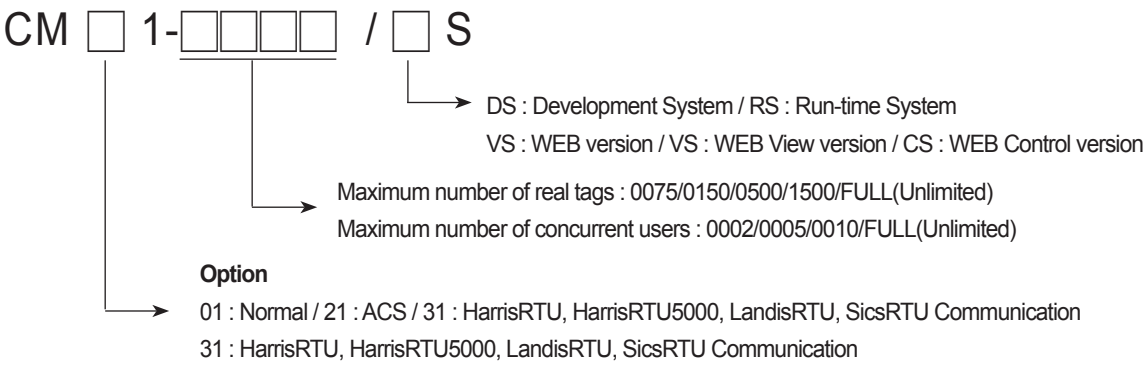 CM □ 1-□□□□ / □ S
DS : Development System / RS : Run-time System
VS : WEB version / VS : WEB View version / CS : WEB Control version
Maximum number of real tags : 0075/0150/0500/1500/FULL(Unlimited)
Maximum number of concurrent users : 0002/0005/0010/FULL(Unlimited)
Option
01 : Normal / 21 : ACS / 31 : HarrisRTU, HarrisRTU5000, LandisRTU, SicsRTU Communication
31 : HarrisRTU, HarrisRTU5000, LandisRTU, SicsRTU Communication